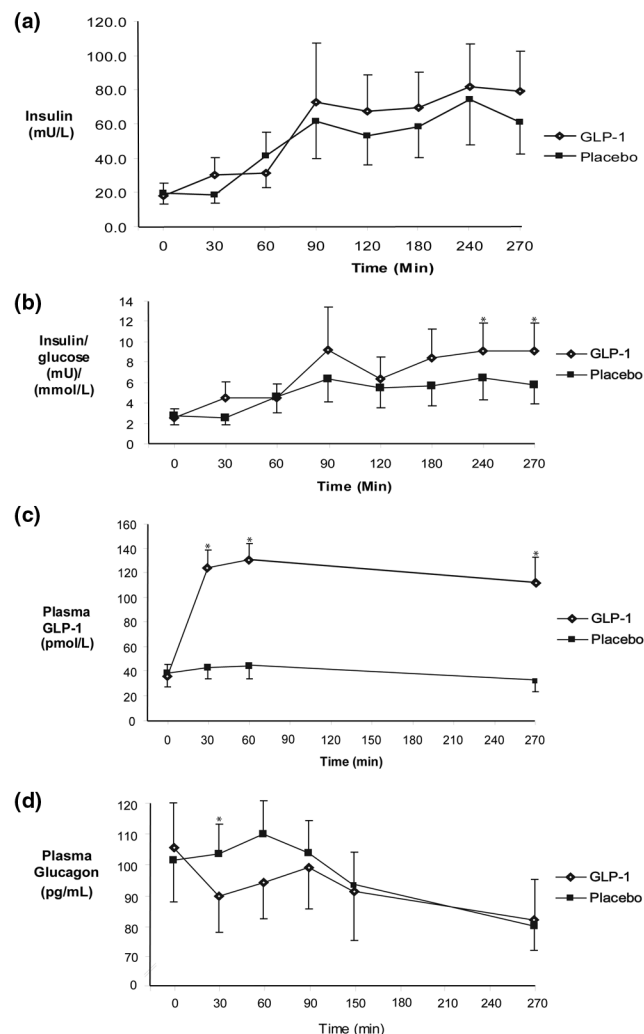 (a)
120.0
100.0
80.0
60.0
40.0
20.0
0.0
Insulin
(mU/L)
GLP-1
Placebo
0 30 60 90 120 180 240 270
Time (Min)
(b)
14
12
10
8
6
4
2
0
Insulin/
glucose
(mU)/
(mmol/L)
* *
GLP-1
Placebo
0 30 60 90 120 180 240 270
Time (Min)
(c)
160
140
120
100
80
60
40
20
0
Plasma
GLP-1
(pmol/L)
* * *
GLP-1
Placebo
0 30 60 90 120 150 180 210 240 270
Time (min)
(d)
120
110
100
90
80
70
0
Plasma
Glucagon
(pg/mL)
*
GLP-1
Placebo
0 30 60 90 120 150 180 210 240 270
Time (min)